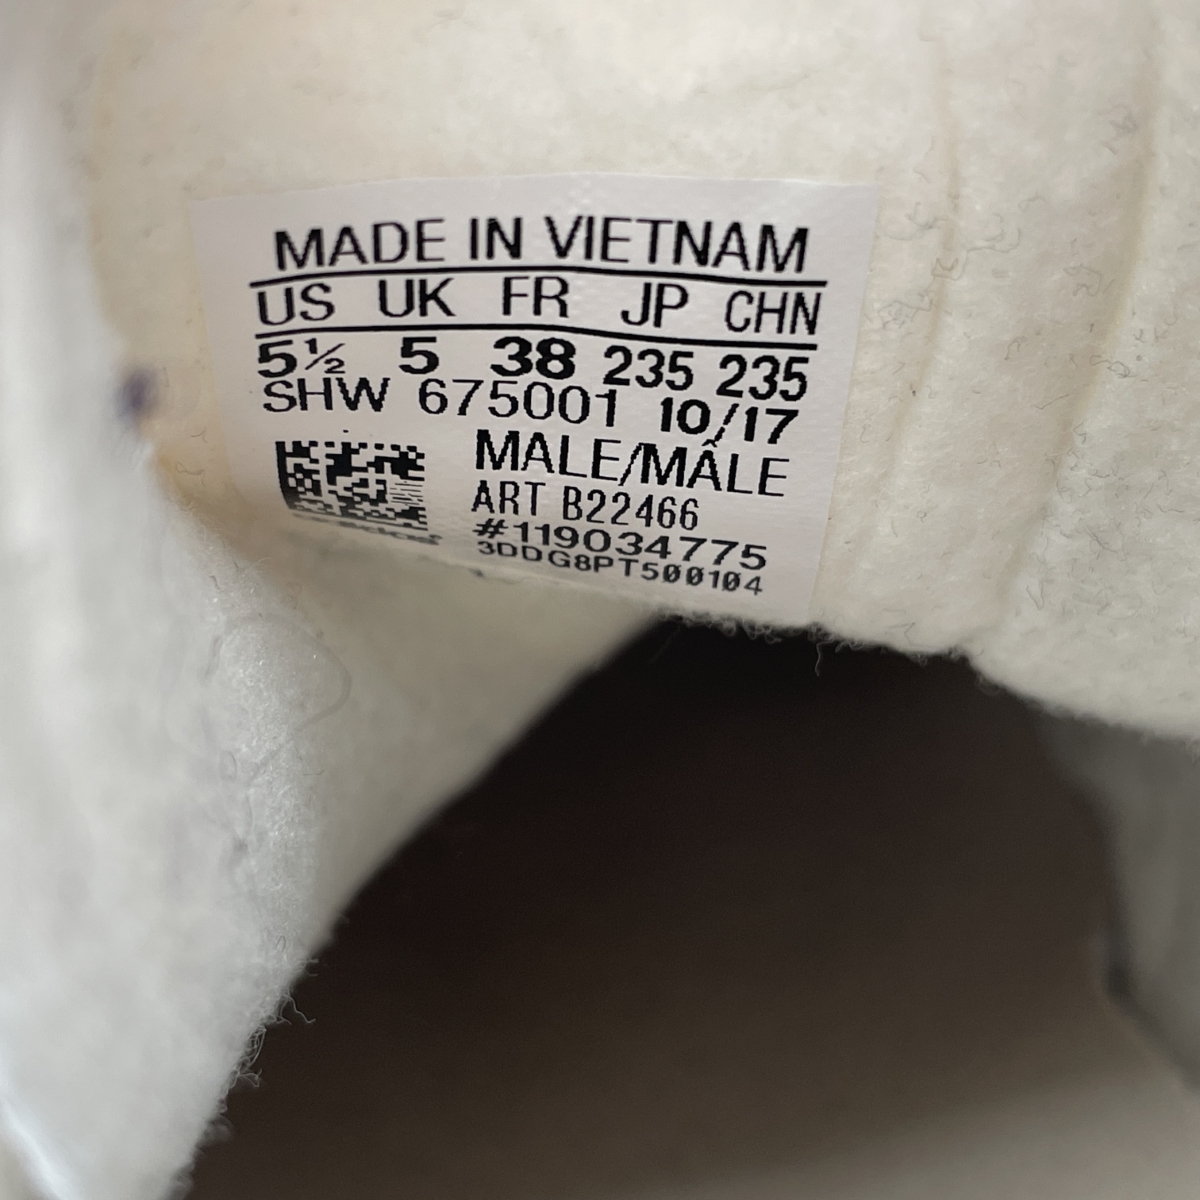 MADE IN VIETNAM
US UK FR JP CHN
5½ 5 38 235 235
SHW 675001 10/17
MALE/MÂLE
ART B22466
#119034775
3DDG8PT500104